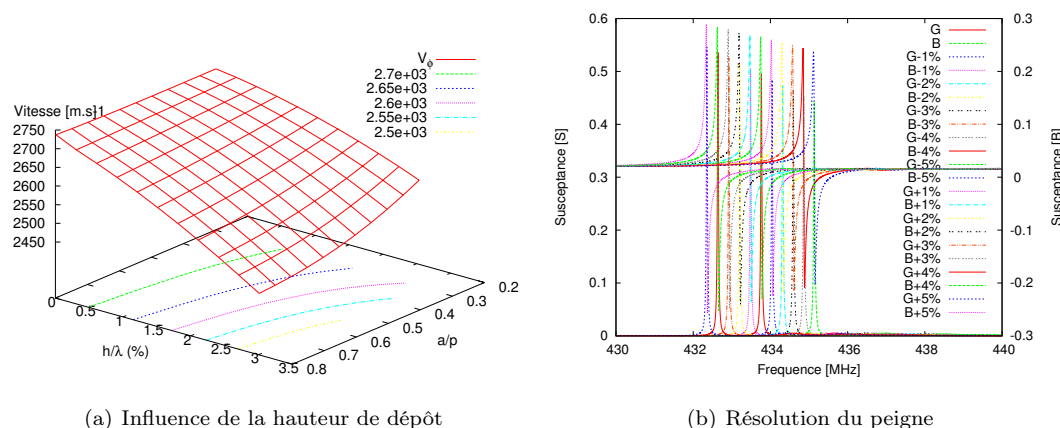 V_ϕ
2.7e+03
2.65e+03
2.6e+03
2.55e+03
2.5e+03
Vitesse [m.s]1
2750
2700
2650
2600
2550
2500
2450
0
0.5
1
1.5
2
2.5
3
3.5
h/λ (%)
0.8
0.7
0.6
0.5
0.4
0.3
0.2
a/p
(a) Influence de la hauteur de dépôt
0.6
0.5
0.4
0.3
0.2
0.1
0
Susceptance [S]
430
432
434
436
438
440
Frequence [MHz]
0.3
0.2
0.1
0
-0.1
-0.2
-0.3
Susceptance [B]
G
B
G-1%
B-1%
G-2%
B-2%
G-3%
B-3%
G-4%
B-4%
G-5%
B-5%
G+1%
B+1%
G+2%
B+2%
G+3%
B+3%
G+4%
B+4%
G+5%
B+5%
(b) Résolution du peigne